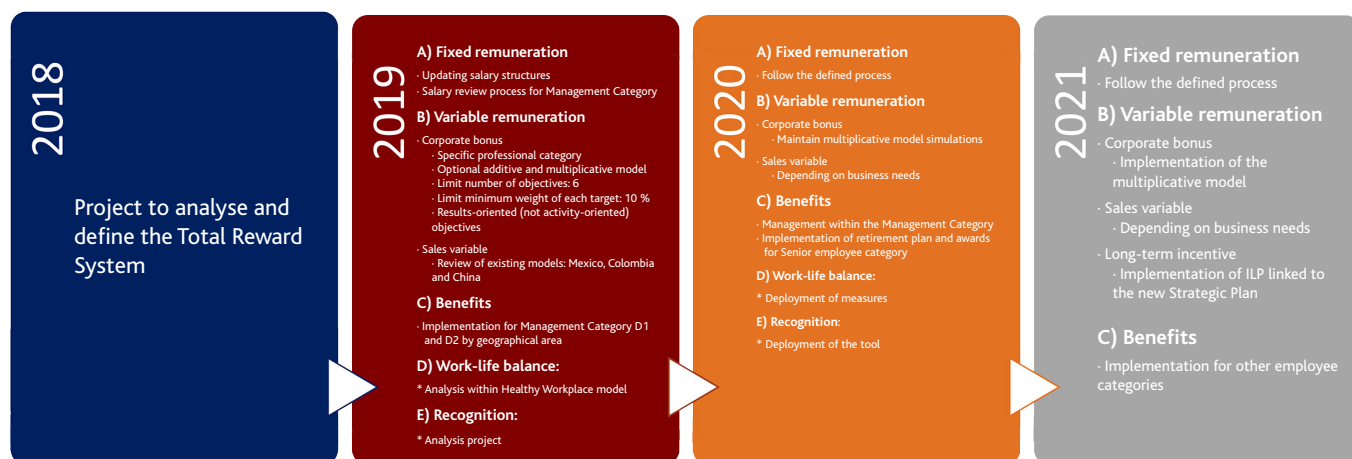 2018
Project to analyse and
define the Total Reward
System
2019
A) Fixed remuneration
· Updating salary structures
· Salary review process for Management Category
B) Variable remuneration
· Corporate bonus
· Specific professional category
· Optional additive and multiplicative model
· Limit number of objectives: 6
· Limit minimum weight of each target: 10 %
· Results-oriented (not activity-oriented)
objectives
· Sales variable
· Review of existing models: Mexico, Colombia
and China
C) Benefits
· Implementation for Management Category D1
and D2 by geographical area
D) Work-life balance:
* Analysis within Healthy Workplace model
E) Recognition:
* Analysis project
2020
A) Fixed remuneration
· Follow the defined process
B) Variable remuneration
· Corporate bonus
· Maintain multiplicative model simulations
· Sales variable
· Depending on business needs
C) Benefits
· Management within the Management Category
· Implementation of retirement plan and awards
for Senior employee category
D) Work-life balance:
* Deployment of measures
E) Recognition:
* Deployment of the tool
2021
A) Fixed remuneration
· Follow the defined process
B) Variable remuneration
· Corporate bonus
· Implementation of the
multiplicative model
· Sales variable
· Depending on business needs
· Long-term incentive
· Implementation of ILP linked to
the new Strategic Plan
C) Benefits
· Implementation for other employee
categories